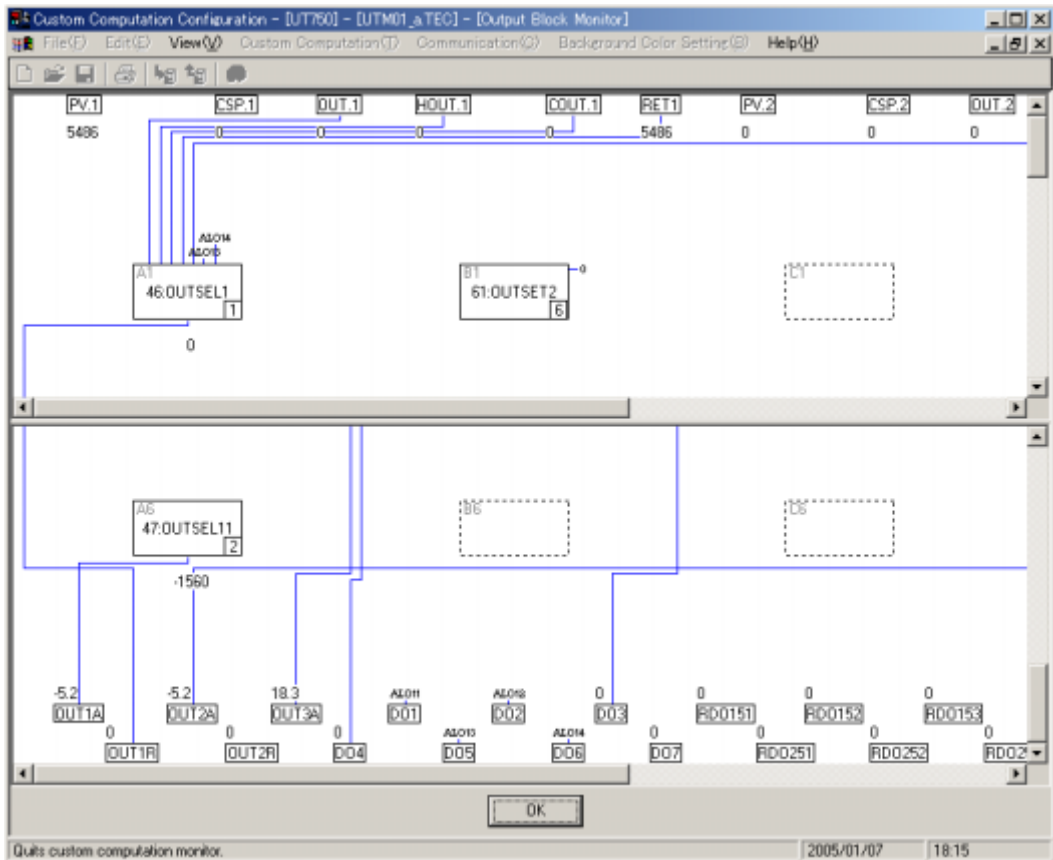 Custom Computation Configuration - [UT750] - [UTM01_a.TEC] - [Output Block Monitor]
File(F) Edit(E) View(V) Custom Computation(T) Communication(C) Background Color Setting(B) Help(H)
PV.1 CSP.1 OUT.1 HOUT.1 COUT.1 RET1 PV.2 CSP.2 OUT.2
5486 0 0 0 0 5486 0 0 0
ALO14
ALO13
A1 B1 C1
46:OUTSEL1 61:OUTSET2 0
1 6
0
A6 B6 C6
47:OUTSEL11
2
-1560
-5.2 -5.2 18.3 ALO11 ALO12 0 0 0 0
OUT1A OUT2A OUT3A DO1 DO2 DO3 RDO151 RDO152 RDO153
0 0 0 ALO13 ALO14 0 0 0 0
OUT1R OUT2R DO4 DO5 DO6 DO7 RDO251 RDO252 RDO2
OK
Quits custom computation monitor. 2005/01/07 18:15